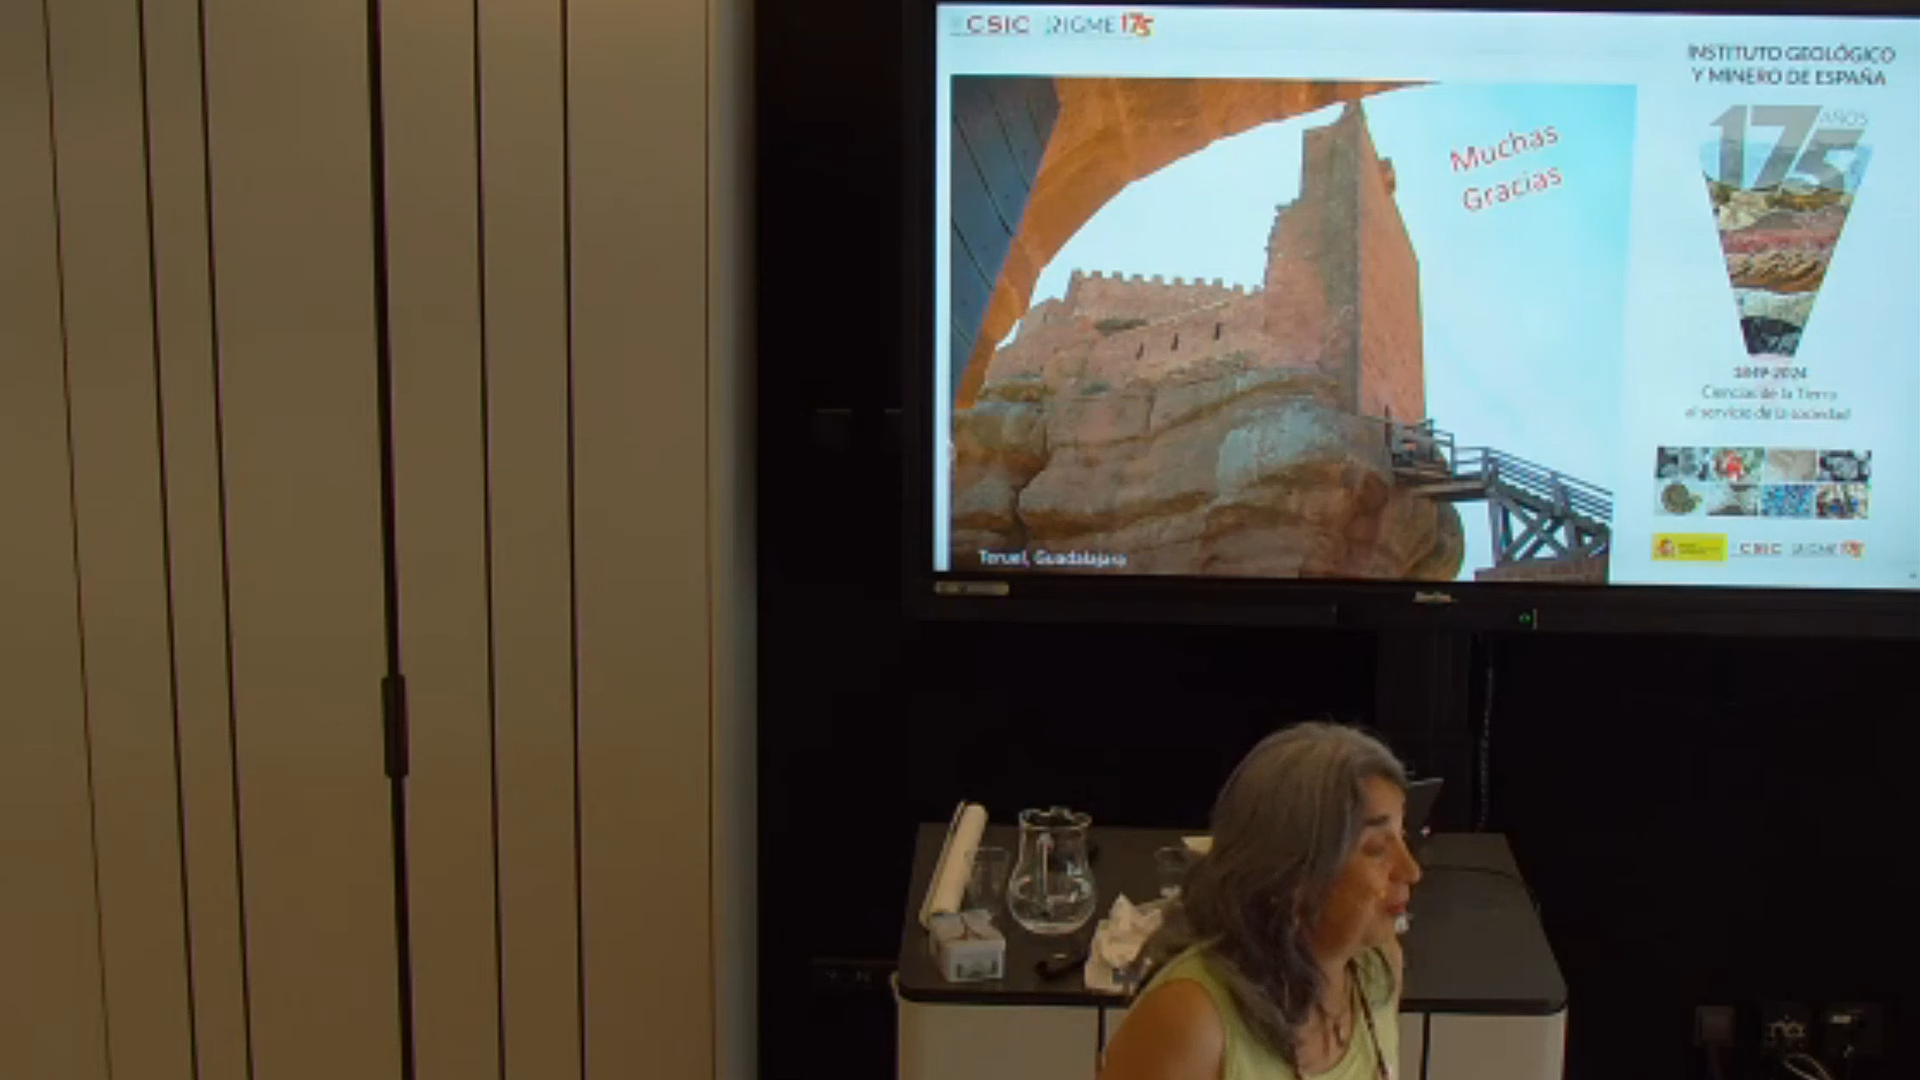 CSIC IGME 175
INSTITUTO GEOLÓGICO
Y MINERO DE ESPAÑA
175 AÑOS
Muchas
Gracias
1849-2024
Ciencias de la Tierra
al servicio de la sociedad
Teruel, Guadalajara
CSIC IGME 175